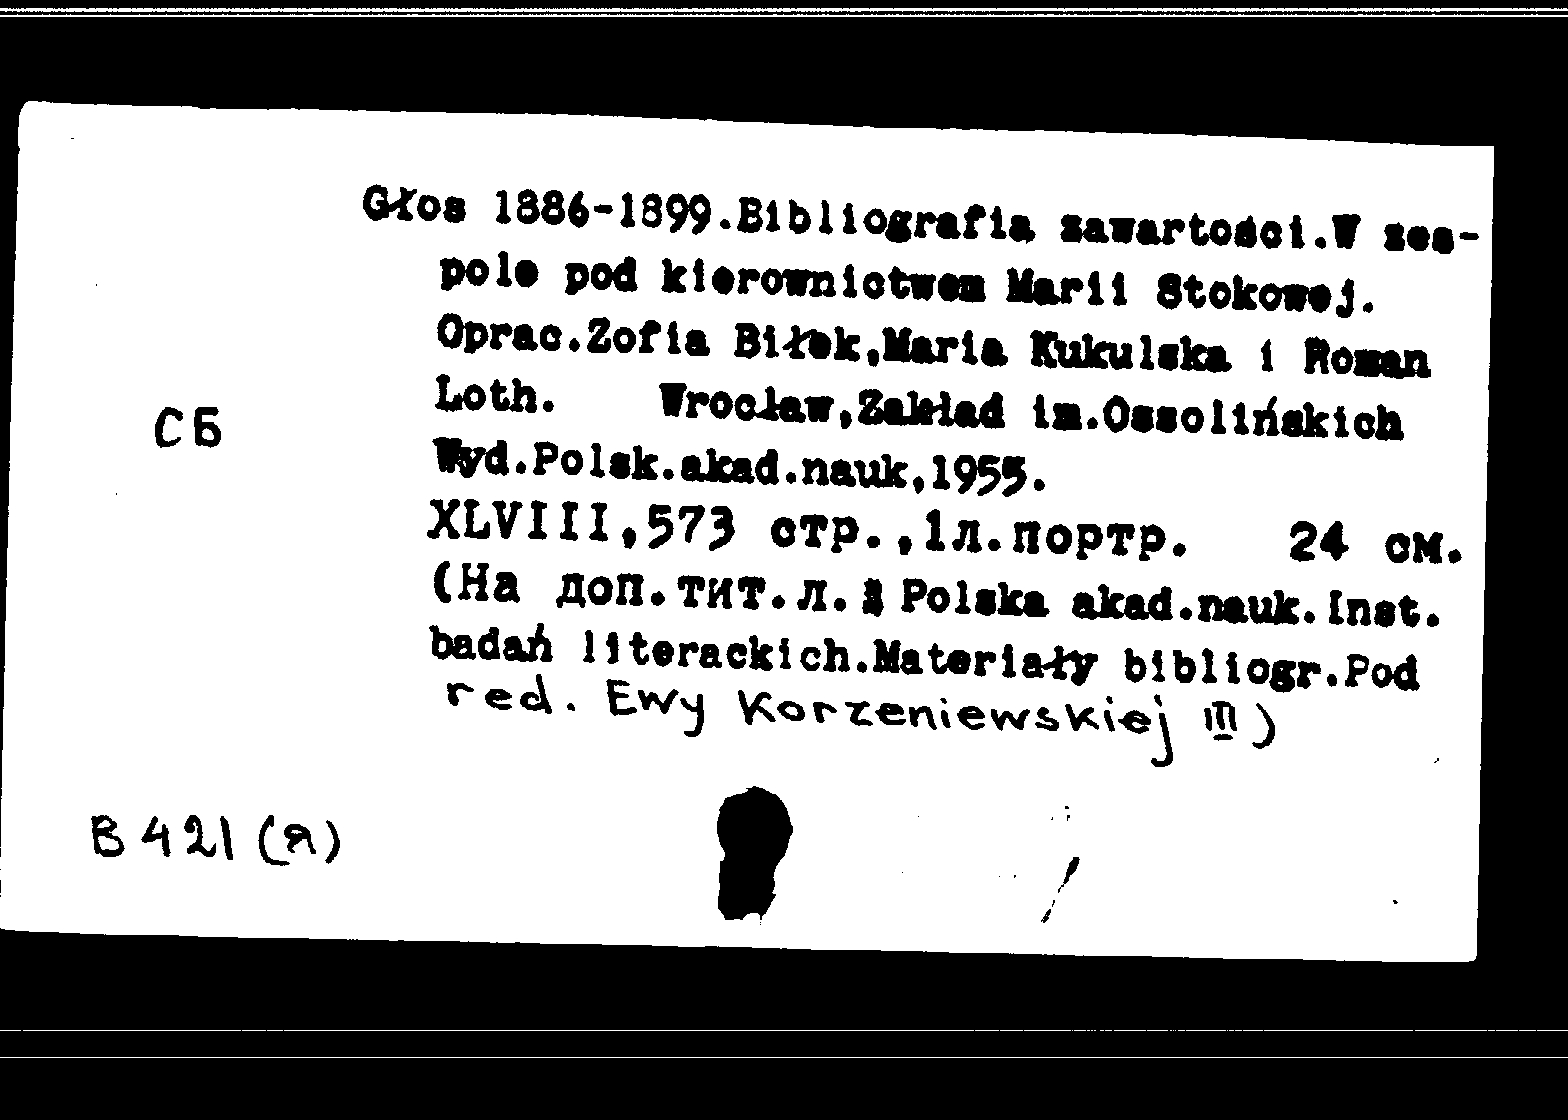 Głos 1886-1899.Bibliografia zawartości.W zes-
pole pod kierownictwem Marii Stokowej.
Oprac.Zofia Biłek,Maria Kukulska i Roman
Loth. Wrocław,Zakład im.Ossolińskich
СБ
Wyd.Polsk.akad.nauk,1955.
XLVIII,573 стр.,1л.портр. 24 см.
(На доп.тит.л. Polska akad.nauk.Inst.
badań literackich.Materiały bibliogr.Pod
red. Ewy Korzeniewskiej III)
В 421 (я)